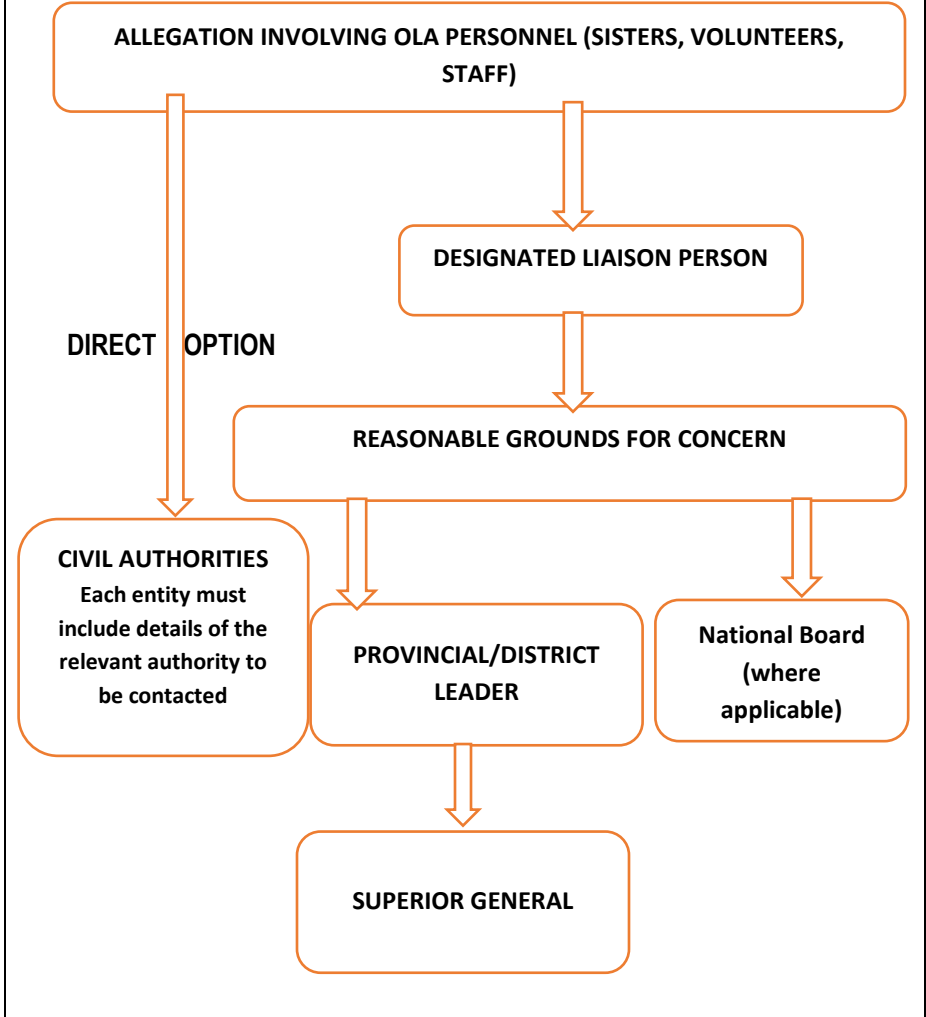 ALLEGATION INVOLVING OLA PERSONNEL (SISTERS, VOLUNTEERS,
STAFF)
DESIGNATED LIAISON PERSON
DIRECT OPTION
REASONABLE GROUNDS FOR CONCERN
CIVIL AUTHORITIES
Each entity must
include details of the
relevant authority to
be contacted
PROVINCIAL/DISTRICT
LEADER
National Board
(where
applicable)
SUPERIOR GENERAL